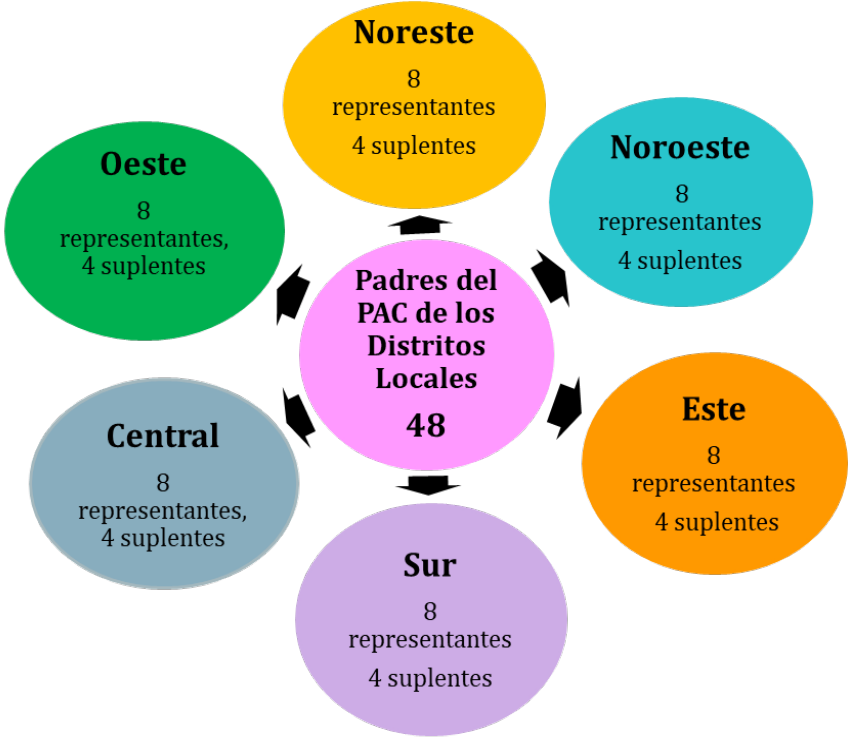 Noreste
8
representantes
4 suplentes
Noroeste
8
representantes
4 suplentes
Oeste
8
representantes,
4 suplentes
Padres del
PAC de los
Distritos
Locales
48
Este
8
representantes
4 suplentes
Central
8
representantes,
4 suplentes
Sur
8
representantes
4 suplentes